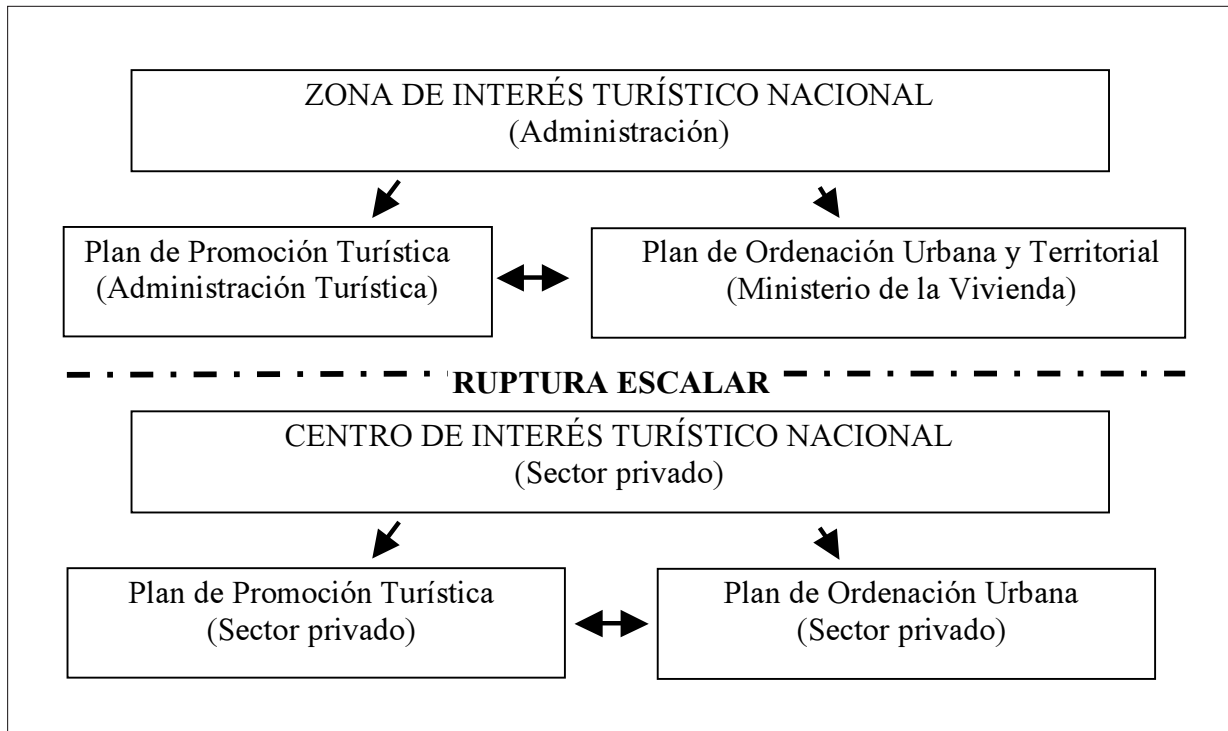 ZONA DE INTERÉS TURÍSTICO NACIONAL
(Administración)
Plan de Promoción Turística
(Administración Turística)
Plan de Ordenación Urbana y Territorial
(Ministerio de la Vivienda)
RUPTURA ESCALAR
CENTRO DE INTERÉS TURÍSTICO NACIONAL
(Sector privado)
Plan de Promoción Turística
(Sector privado)
Plan de Ordenación Urbana
(Sector privado)